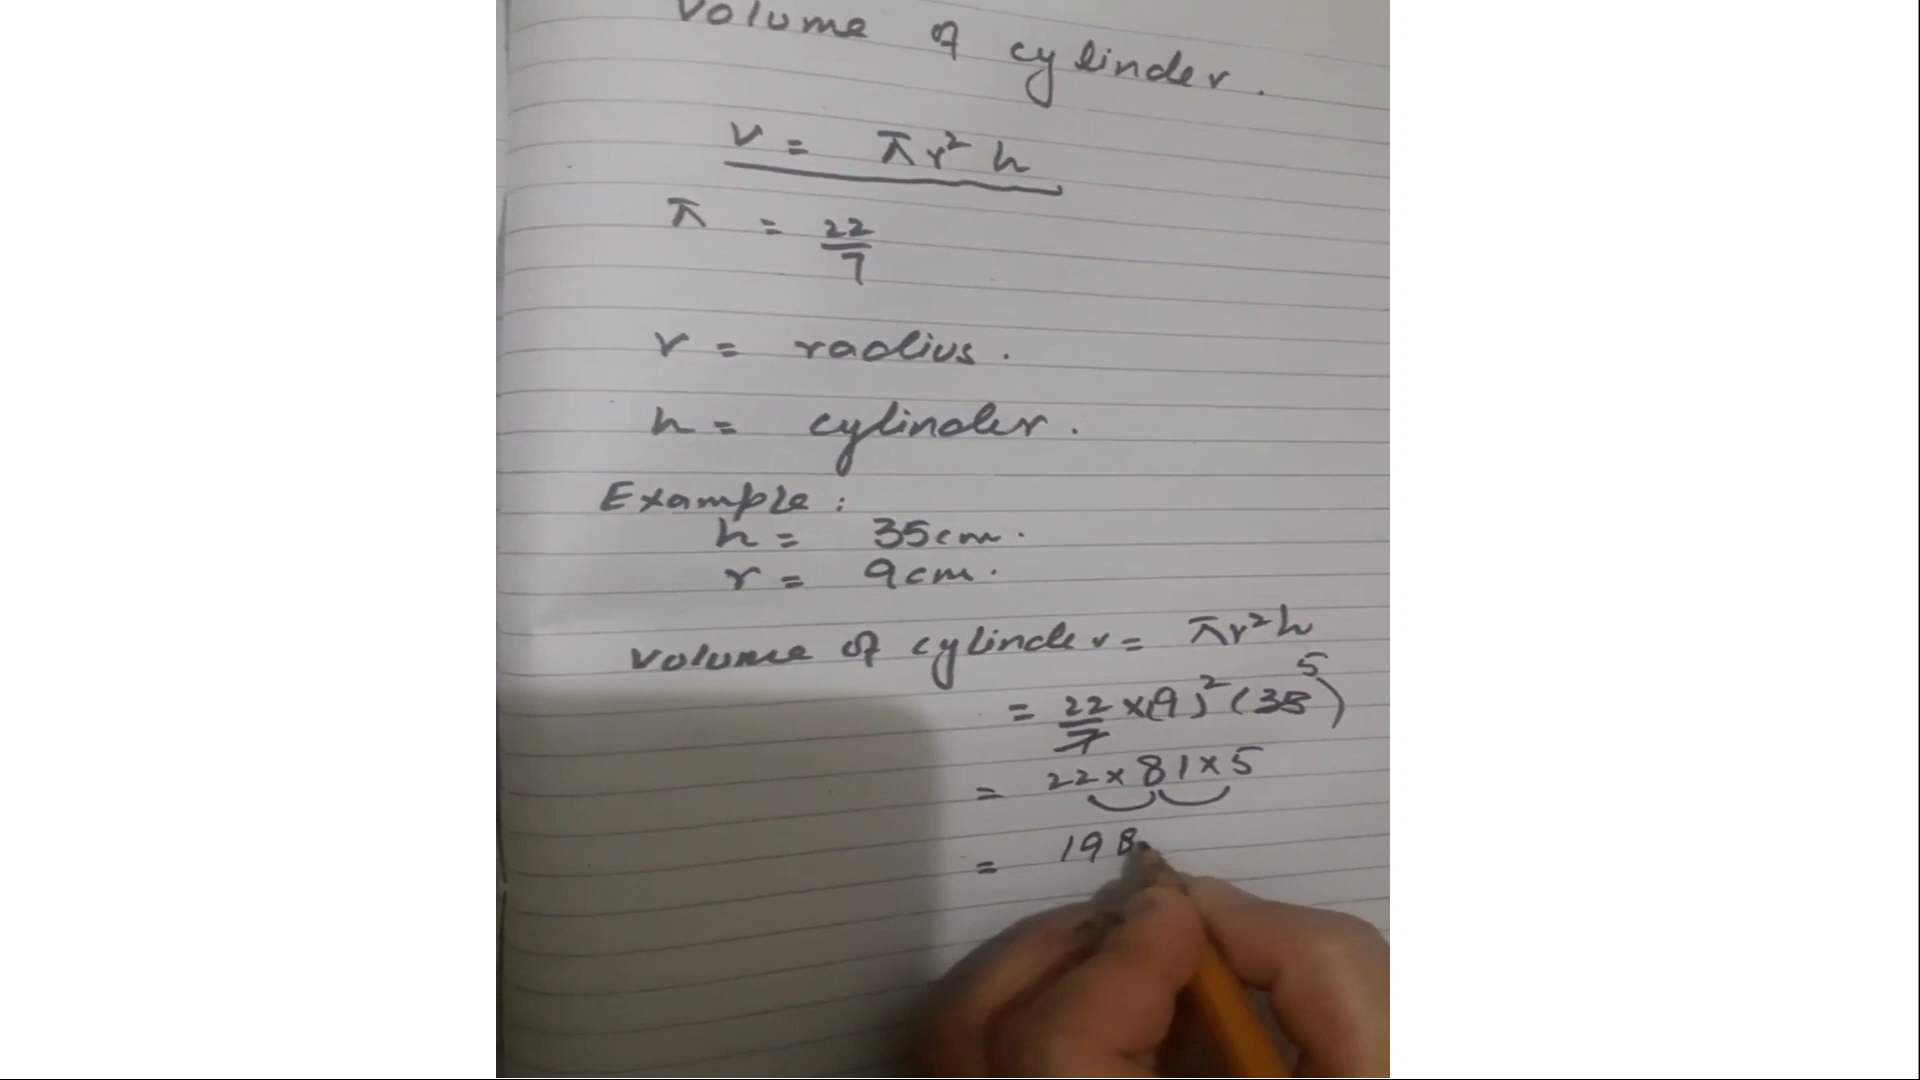 Volume of cylinder.
V = πr² h
π = 22/7
r = radius.
h = cylinder.
Example:
h = 35cm.
r = 9cm.
Volume of cylinder = πr²h
= 22/7 × (9)² (35) 5
= 22 × 81 × 5
= 198